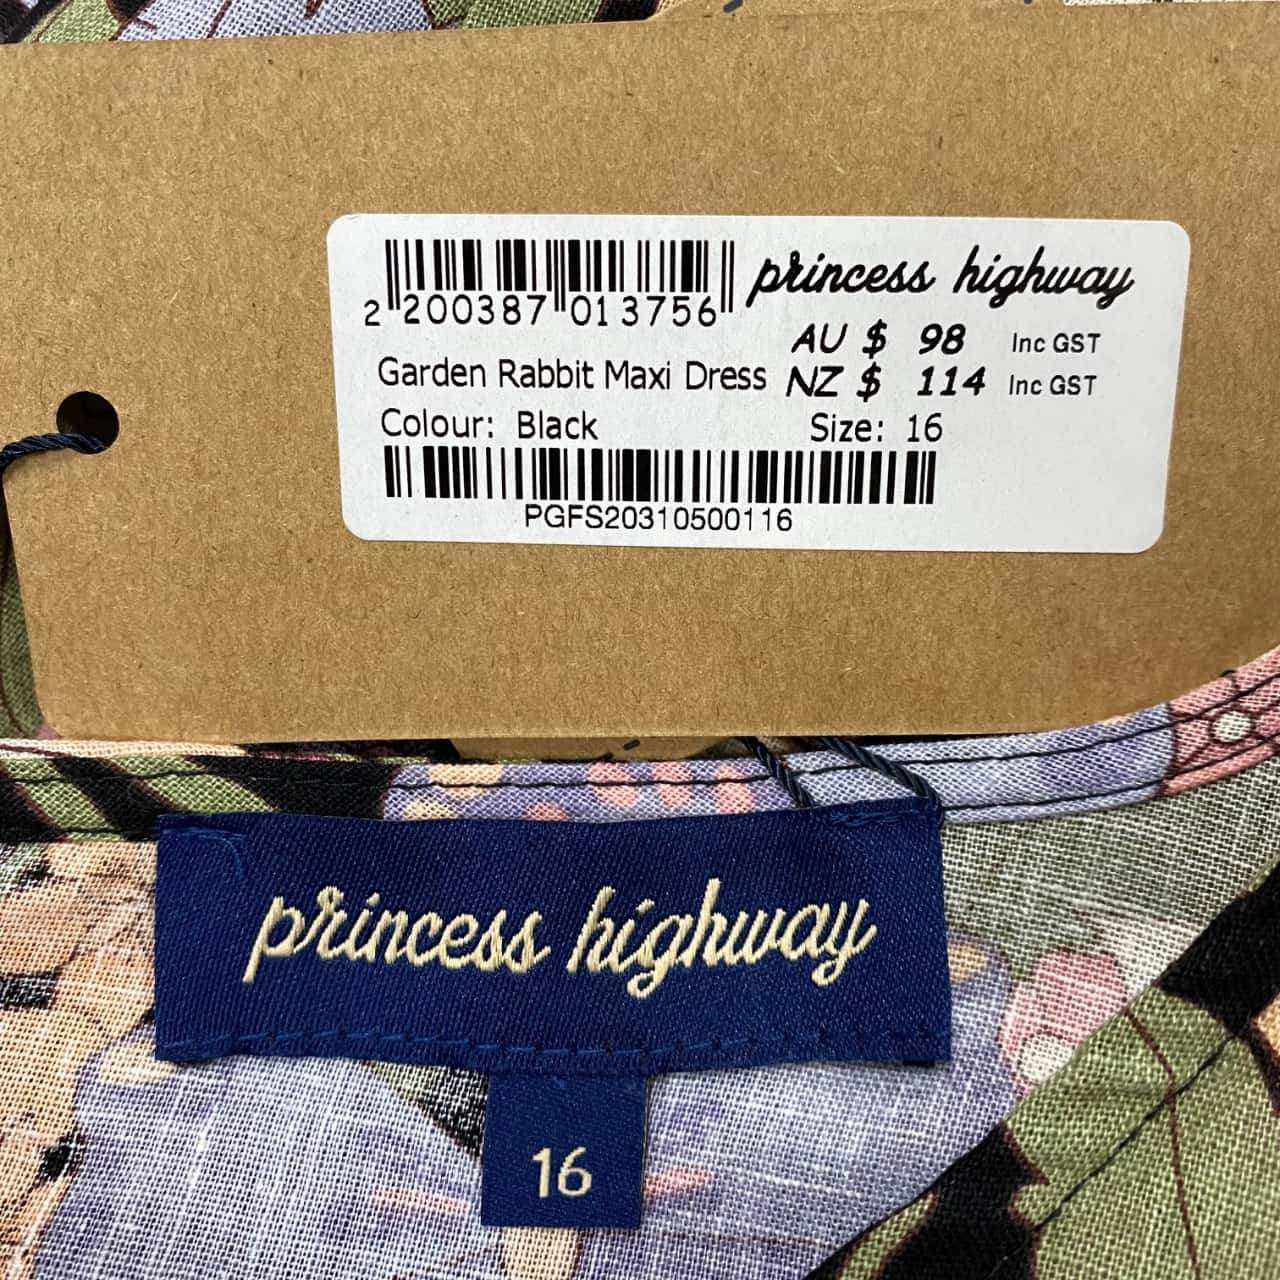 princess highway
2 200387 013756
AU $ 98 Inc GST
Garden Rabbit Maxi Dress NZ $ 114 Inc GST
Colour: Black Size: 16
PGFS20310500116
princess highway
16